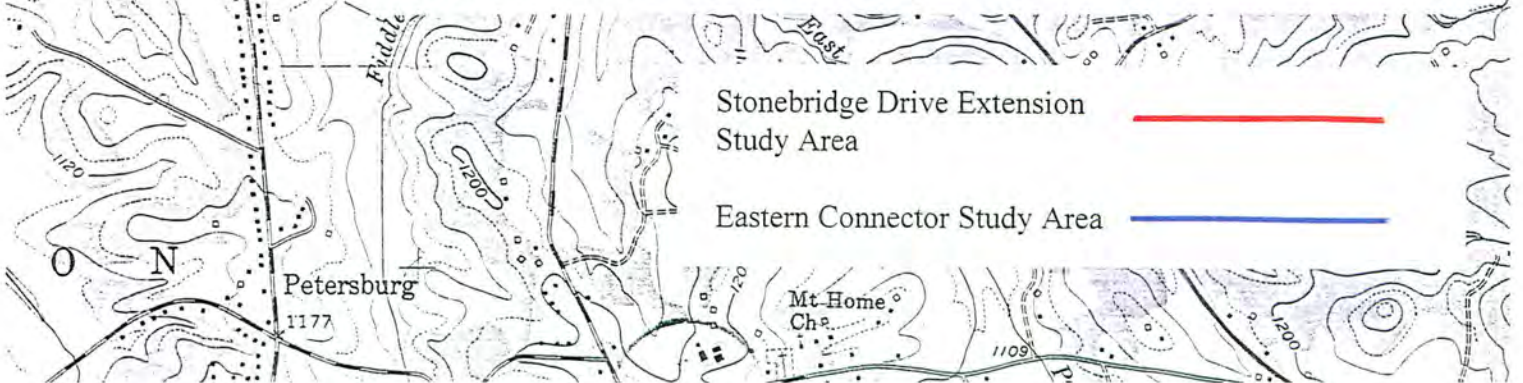 Fiddle
East
Stonebridge Drive Extension
Study Area
1120
1200
Eastern Connector Study Area
O N
Petersburg
1177
120
Mt Home
Ch
1109
1200